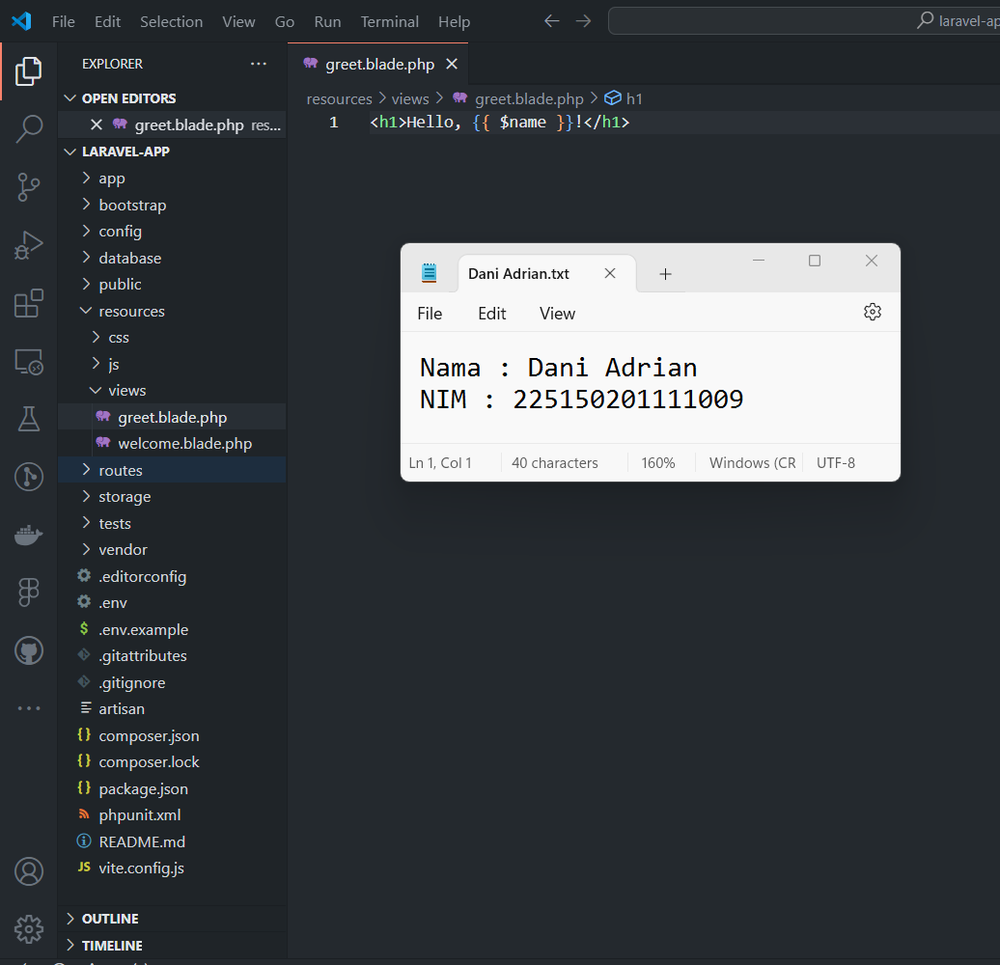 File Edit Selection View Go Run Terminal Help
laravel-ap
EXPLORER
OPEN EDITORS
greet.blade.php res...
LARAVEL-APP
app
bootstrap
config
database
public
resources
css
js
views
greet.blade.php
welcome.blade.php
routes
storage
tests
vendor
.editorconfig
.env
$ .env.example
.gitattributes
.gitignore
artisan
{} composer.json
{} composer.lock
{} package.json
phpunit.xml
README.md
JS vite.config.js
OUTLINE
TIMELINE
greet.blade.php
resources > views > greet.blade.php > h1
1 <h1>Hello, {{ $name }}!</h1>
Dani Adrian.txt
File Edit View
Nama : Dani Adrian
NIM : 225150201111009
Ln 1, Col 1 40 characters 160% Windows (CR UTF-8